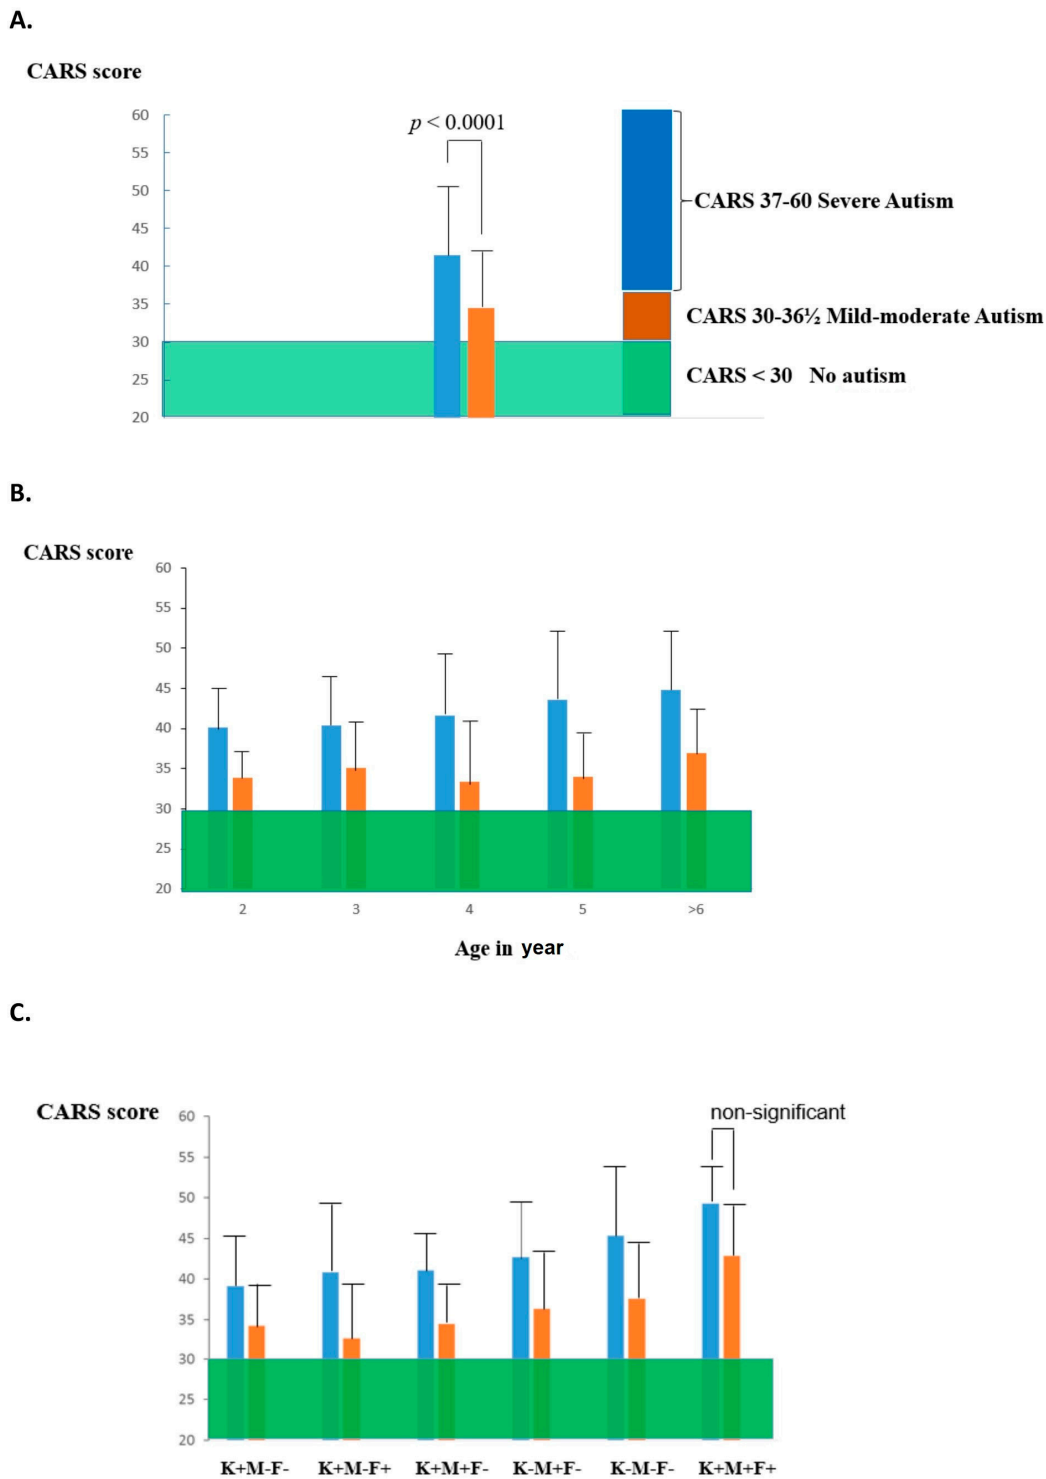 A.
CARS score
p < 0.0001
60
55
50
45
40
35
30
25
20
CARS 37-60 Severe Autism
CARS 30-36½ Mild-moderate Autism
CARS < 30 No autism
B.
CARS score
60
55
50
45
40
35
30
25
20
2 3 4 5 >6
Age in year
C.
CARS score
non-significant
60
55
50
45
40
35
30
25
20
K+M-F- K+M-F+ K+M+F- K-M+F- K-M-F- K+M+F+